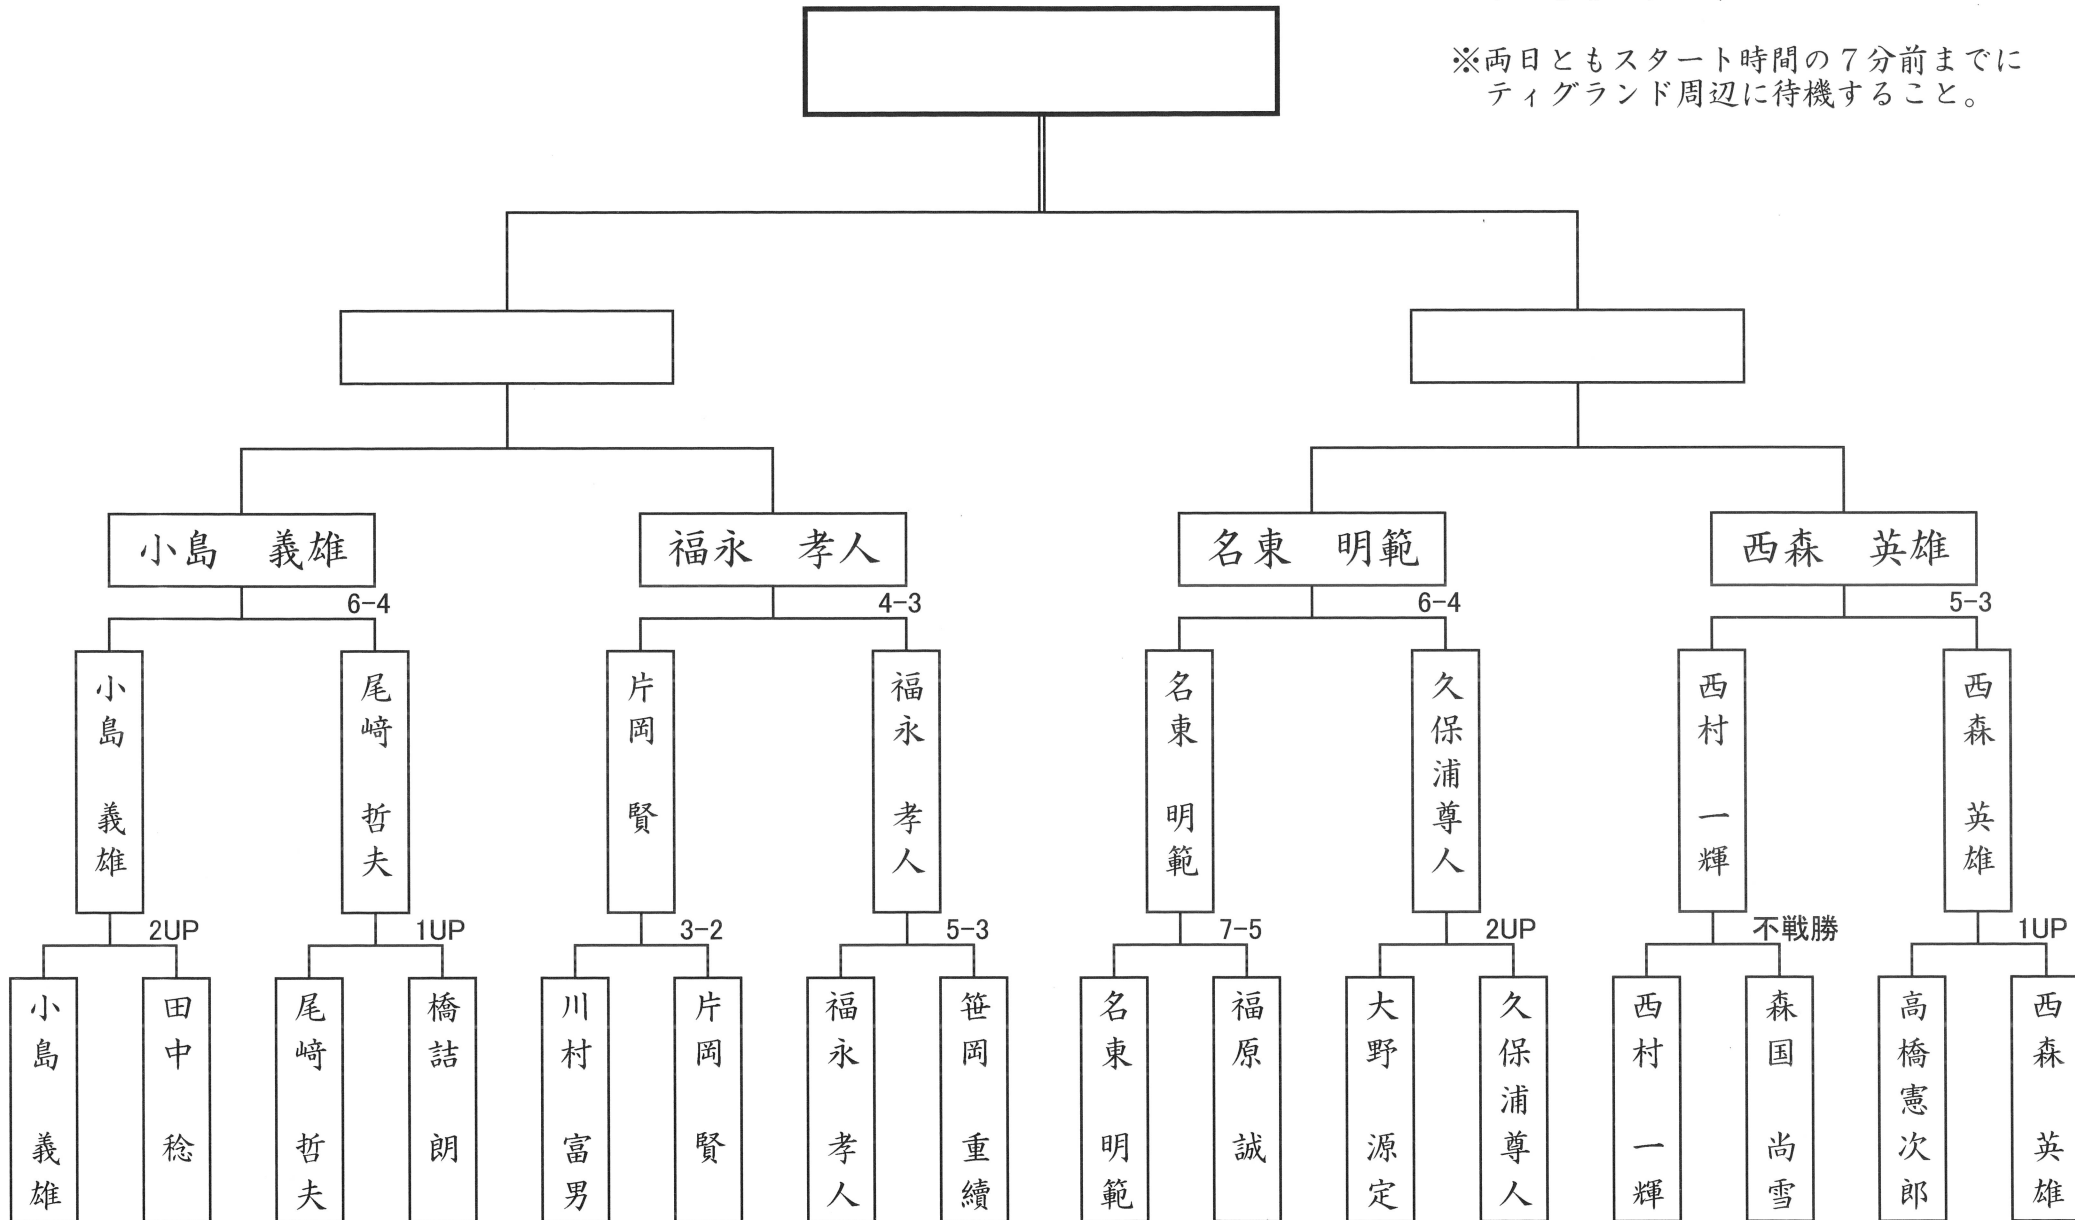 ※両日ともスタート時間の7分前までに
ティグランド周辺に待機すること。
小島　義雄
福永　孝人
名東　明範
西森　英雄
6-4
4-3
6-4
5-3
小島　義雄
尾﨑　哲夫
片岡　賢
福永　孝人
名東　明範
久保浦尊人
西村　一輝
西森　英雄
2UP
1UP
3-2
5-3
7-5
2UP
不戦勝
1UP
小島　義雄
田中　稔
尾﨑　哲夫
橋詰　朗
川村　富男
片岡　賢
福永　孝人
笹岡　重續
名東　明範
福原　誠
大野　源定
久保浦尊人
西村　一輝
森国　尚雪
高橋憲次郎
西森　英雄